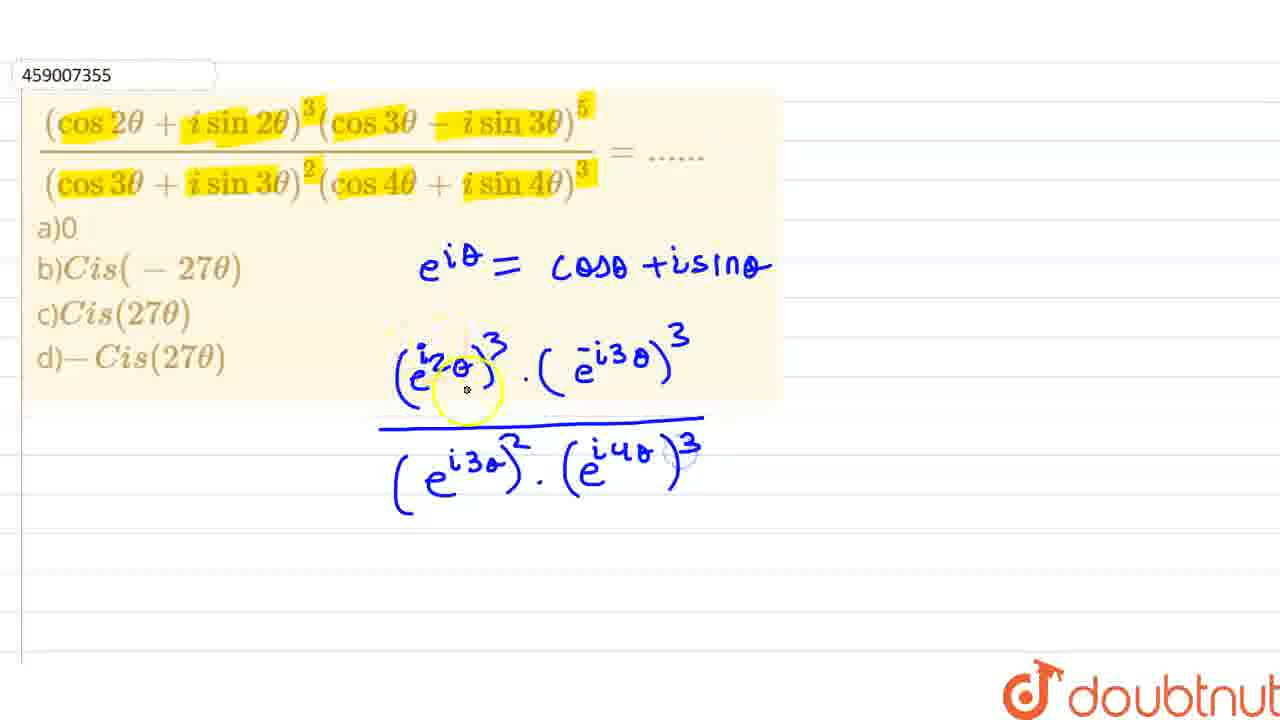 459007355
(cos 2θ + i sin 2θ)³(cos 3θ − i sin 3θ)⁵
(cos 3θ + i sin 3θ)²(cos 4θ + i sin 4θ)³
= ......
a)0
b)Cis( − 27θ)
c)Cis(27θ)
d)−Cis(27θ)
e^iθ = cosθ + i sinθ
(e^i2θ)³ . (e^-i3θ)³
(e^i3θ)² . (e^i4θ)³
doubtnut